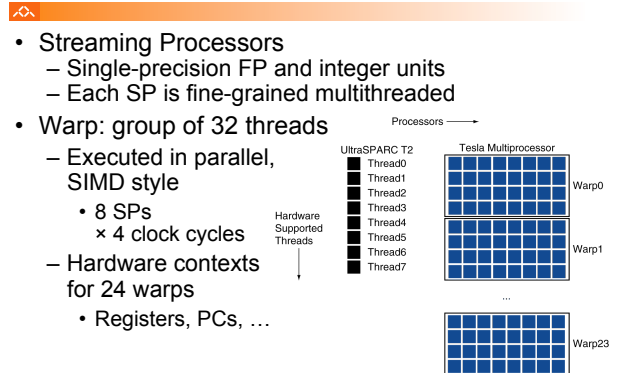 • Streaming Processors
– Single-precision FP and integer units
– Each SP is fine-grained multithreaded
• Warp: group of 32 threads
– Executed in parallel,
SIMD style
• 8 SPs
× 4 clock cycles
– Hardware contexts
for 24 warps
• Registers, PCs, …
Processors
UltraSPARC T2
Thread0
Thread1
Thread2
Thread3
Thread4
Thread5
Thread6
Thread7
Hardware
Supported
Threads
Tesla Multiprocessor
Warp0
Warp1
...
Warp23